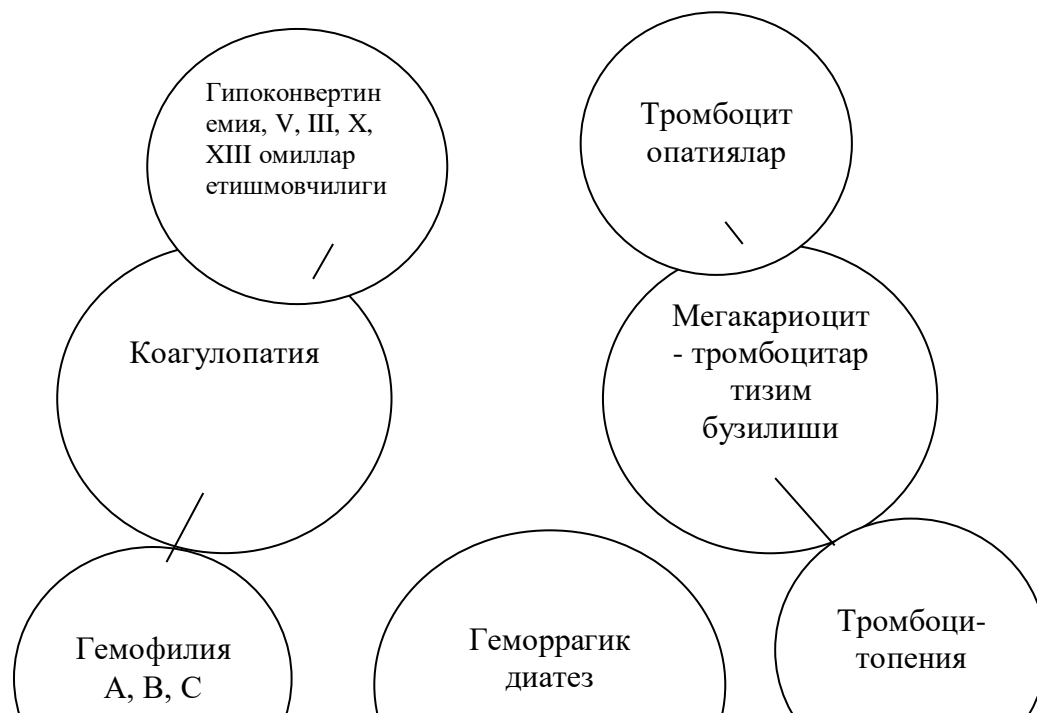 Гипоконвертин
емия, V, III, X,
XIII омиллар
етишмовчилиги
Тромбоцит
опатиялар
Коагулопатия
Мегакариоцит
- тромбоцитар
тизим
бузилиши
Гемофилия
А, В, С
Геморрагик
диатез
Тромбоци-
топения